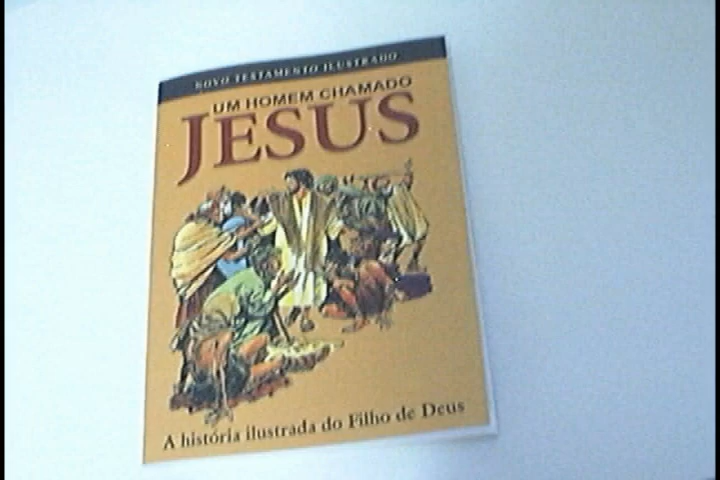 NOVO TESTAMENTO ILUSTRADO
UM HOMEM CHAMADO
JESUS
A história ilustrada do Filho de Deus